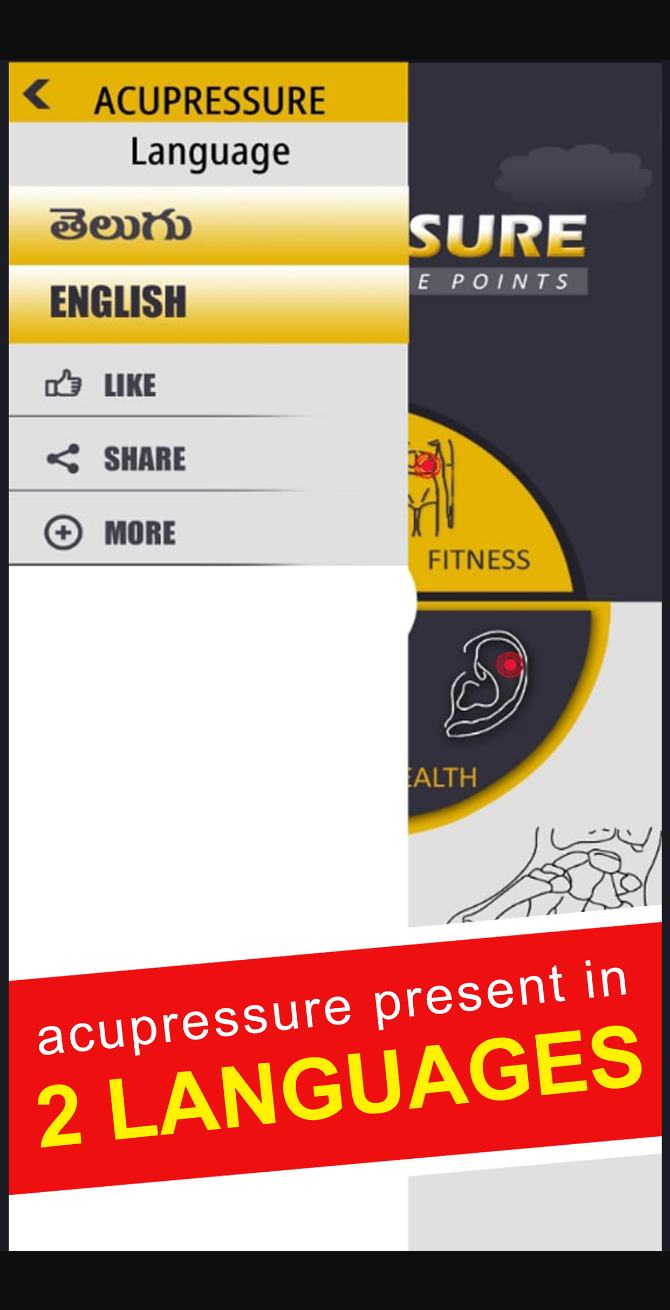 ACUPRESSURE
Language
తెలుగు
ENGLISH
LIKE
SHARE
MORE
SURE
E POINTS
FITNESS
EALTH
acupressure present in
2 LANGUAGES